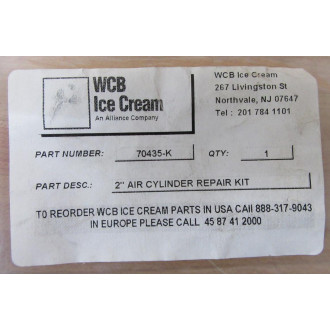 WCB
Ice Cream
An Alliance Company
WCB Ice Cream
267 Livingston St
Northvale, NJ 07647
Tel : 201 784 1101
PART NUMBER: 70435-K QTY: 1
PART DESC.: 2" AIR CYLINDER REPAIR KIT
TO REORDER WCB ICE CREAM PARTS IN USA CAll 888-317-9043
IN EUROPE PLEASE CALL 45 87 41 2000